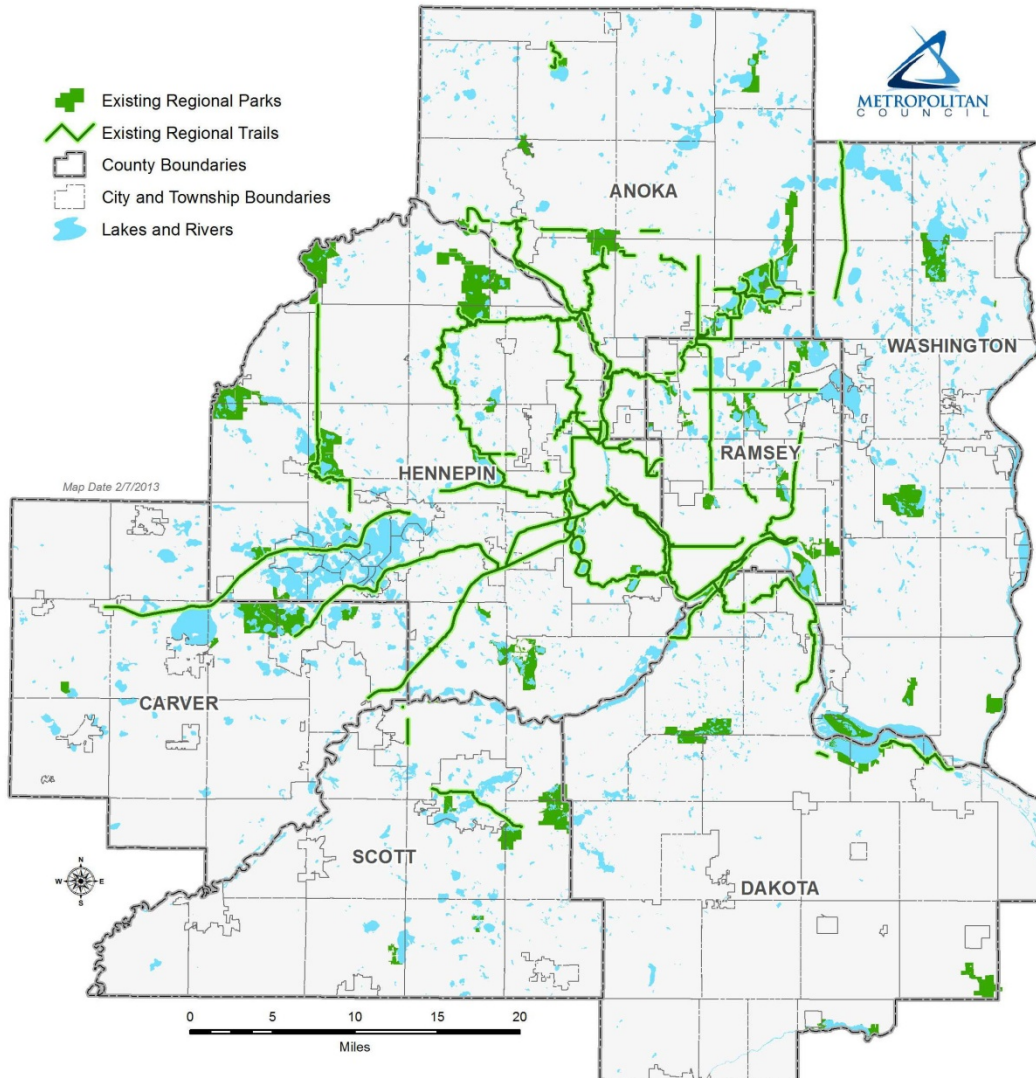 METROPOLITAN
COUNCIL
Existing Regional Parks
Existing Regional Trails
County Boundaries
City and Township Boundaries
Lakes and Rivers
ANOKA
WASHINGTON
RAMSEY
HENNEPIN
Map Date 2/7/2013
CARVER
SCOTT
DAKOTA
N
W
E
S
0 5 10 20
Miles